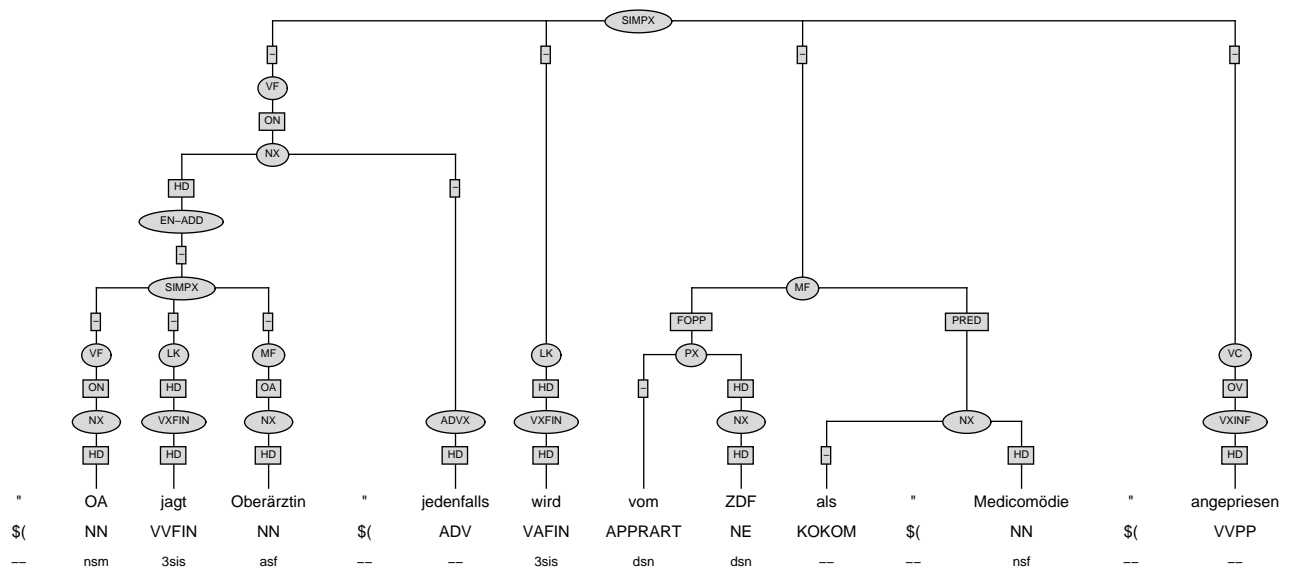 SIMPX
– – – –
VF
ON
NX
HD –
EN–ADD
–
SIMPX MF
– – – FOPP PRED
VF LK MF LK PX VC
ON HD OA HD – HD OV
NX VXFIN NX ADVX VXFIN NX NX VXINF
HD HD HD HD HD HD – HD HD
" OA jagt Oberärztin " jedenfalls wird vom ZDF als " Medicomödie " angepriesen
$( NN VVFIN NN $( ADV VAFIN APPRART NE KOKOM $( NN $( VVPP
–– nsm 3sis asf –– –– 3sis dsn dsn –– –– nsf –– ––